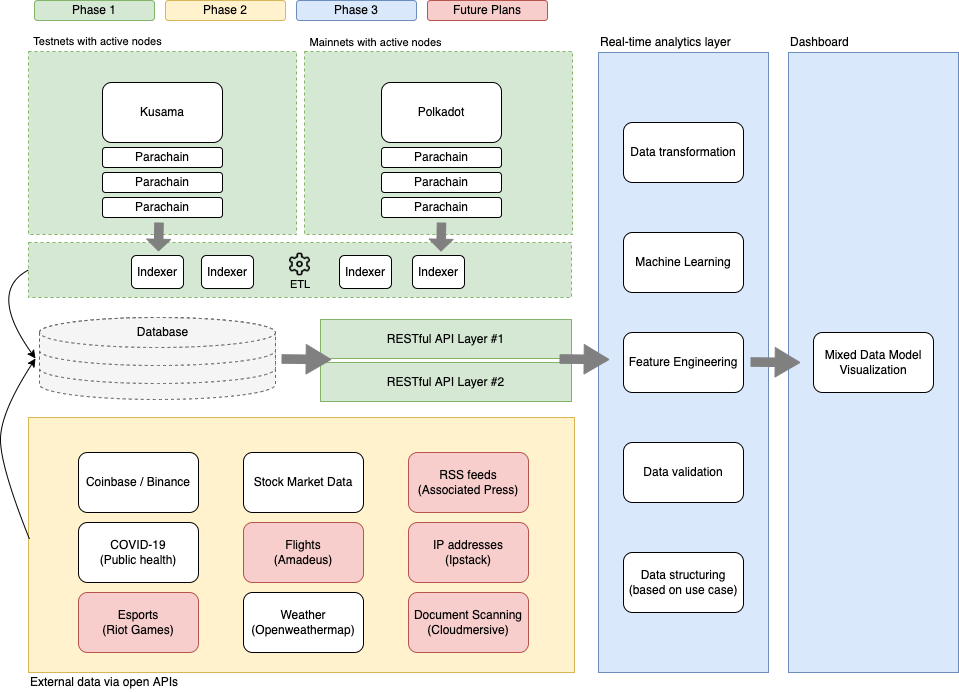 Phase 1
Phase 2
Phase 3
Future Plans
Testnets with active nodes
Mainnets with active nodes
Real-time analytics layer
Dashboard
Kusama
Parachain
Parachain
Parachain
Polkadot
Parachain
Parachain
Parachain
Indexer
Indexer
ETL
Indexer
Indexer
Database
RESTful API Layer #1
RESTful API Layer #2
Coinbase / Binance
Stock Market Data
RSS feeds
(Associated Press)
COVID-19
(Public health)
Flights
(Amadeus)
IP addresses
(Ipstack)
Esports
(Riot Games)
Weather
(Openweathermap)
Document Scanning
(Cloudmersive)
External data via open APIs
Data transformation
Machine Learning
Feature Engineering
Data validation
Data structuring
(based on use case)
Mixed Data Model
Visualization